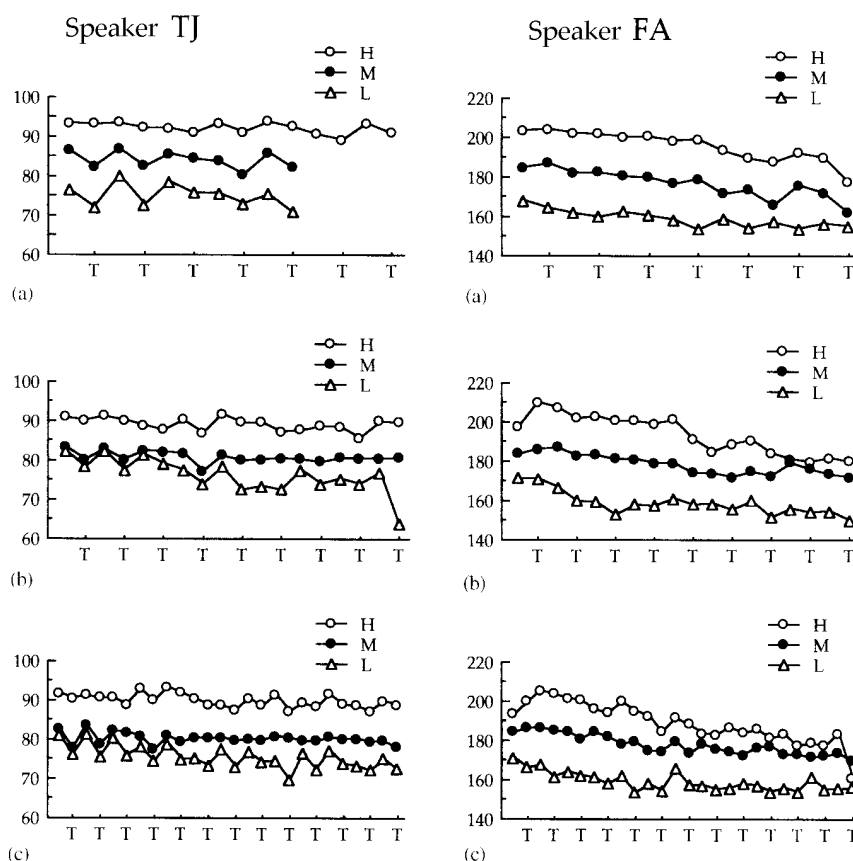 Speaker TJ
H
M
L
100
90
80
70
60
T T T T T T T
(a)
Speaker FA
H
M
L
220
200
180
160
140
T T T T T T T
(a)
H
M
L
100
90
80
70
60
T T T T T T T T T
(b)
H
M
L
220
200
180
160
140
T T T T T T T T T
(b)
H
M
L
100
90
80
70
60
T T T T T T T T T T T T T
(c)
H
M
L
220
200
180
160
140
T T T T T T T T T T T T T
(c)